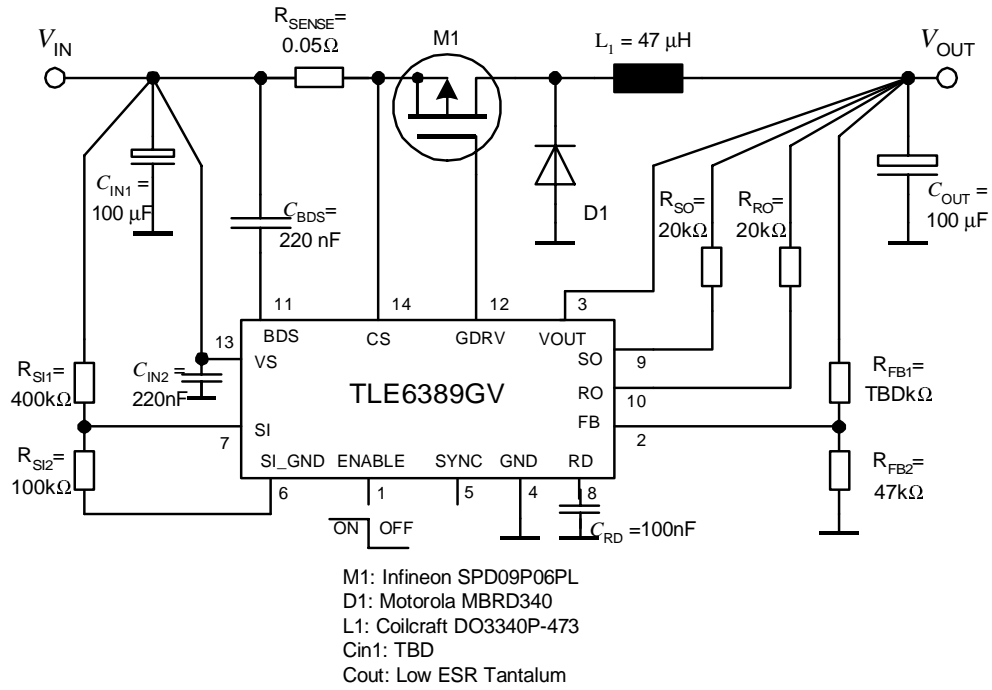 R_SENSE=
0.05Ω
M1
L₁ = 47 µH
V_IN
V_OUT
C_IN1 =
100 µF
C_BDS=
220 nF
D1
R_SO=
20kΩ
R_RO=
20kΩ
C_OUT =
100 µF
11
14
12
3
BDS
CS
GDRV
VOUT
13
VS
SO
9
R_SI1=
400kΩ
C_IN2 =
220nF
TLE6389GV
RO
10
R_FB1=
TBDkΩ
7
SI
FB
2
R_SI2=
100kΩ
SI_GND
ENABLE
SYNC
GND
RD
R_FB2=
47kΩ
6
1
5
4
8
ON
OFF
C_RD =100nF
M1: Infineon SPD09P06PL
D1: Motorola MBRD340
L1: Coilcraft DO3340P-473
Cin1: TBD
Cout: Low ESR Tantalum